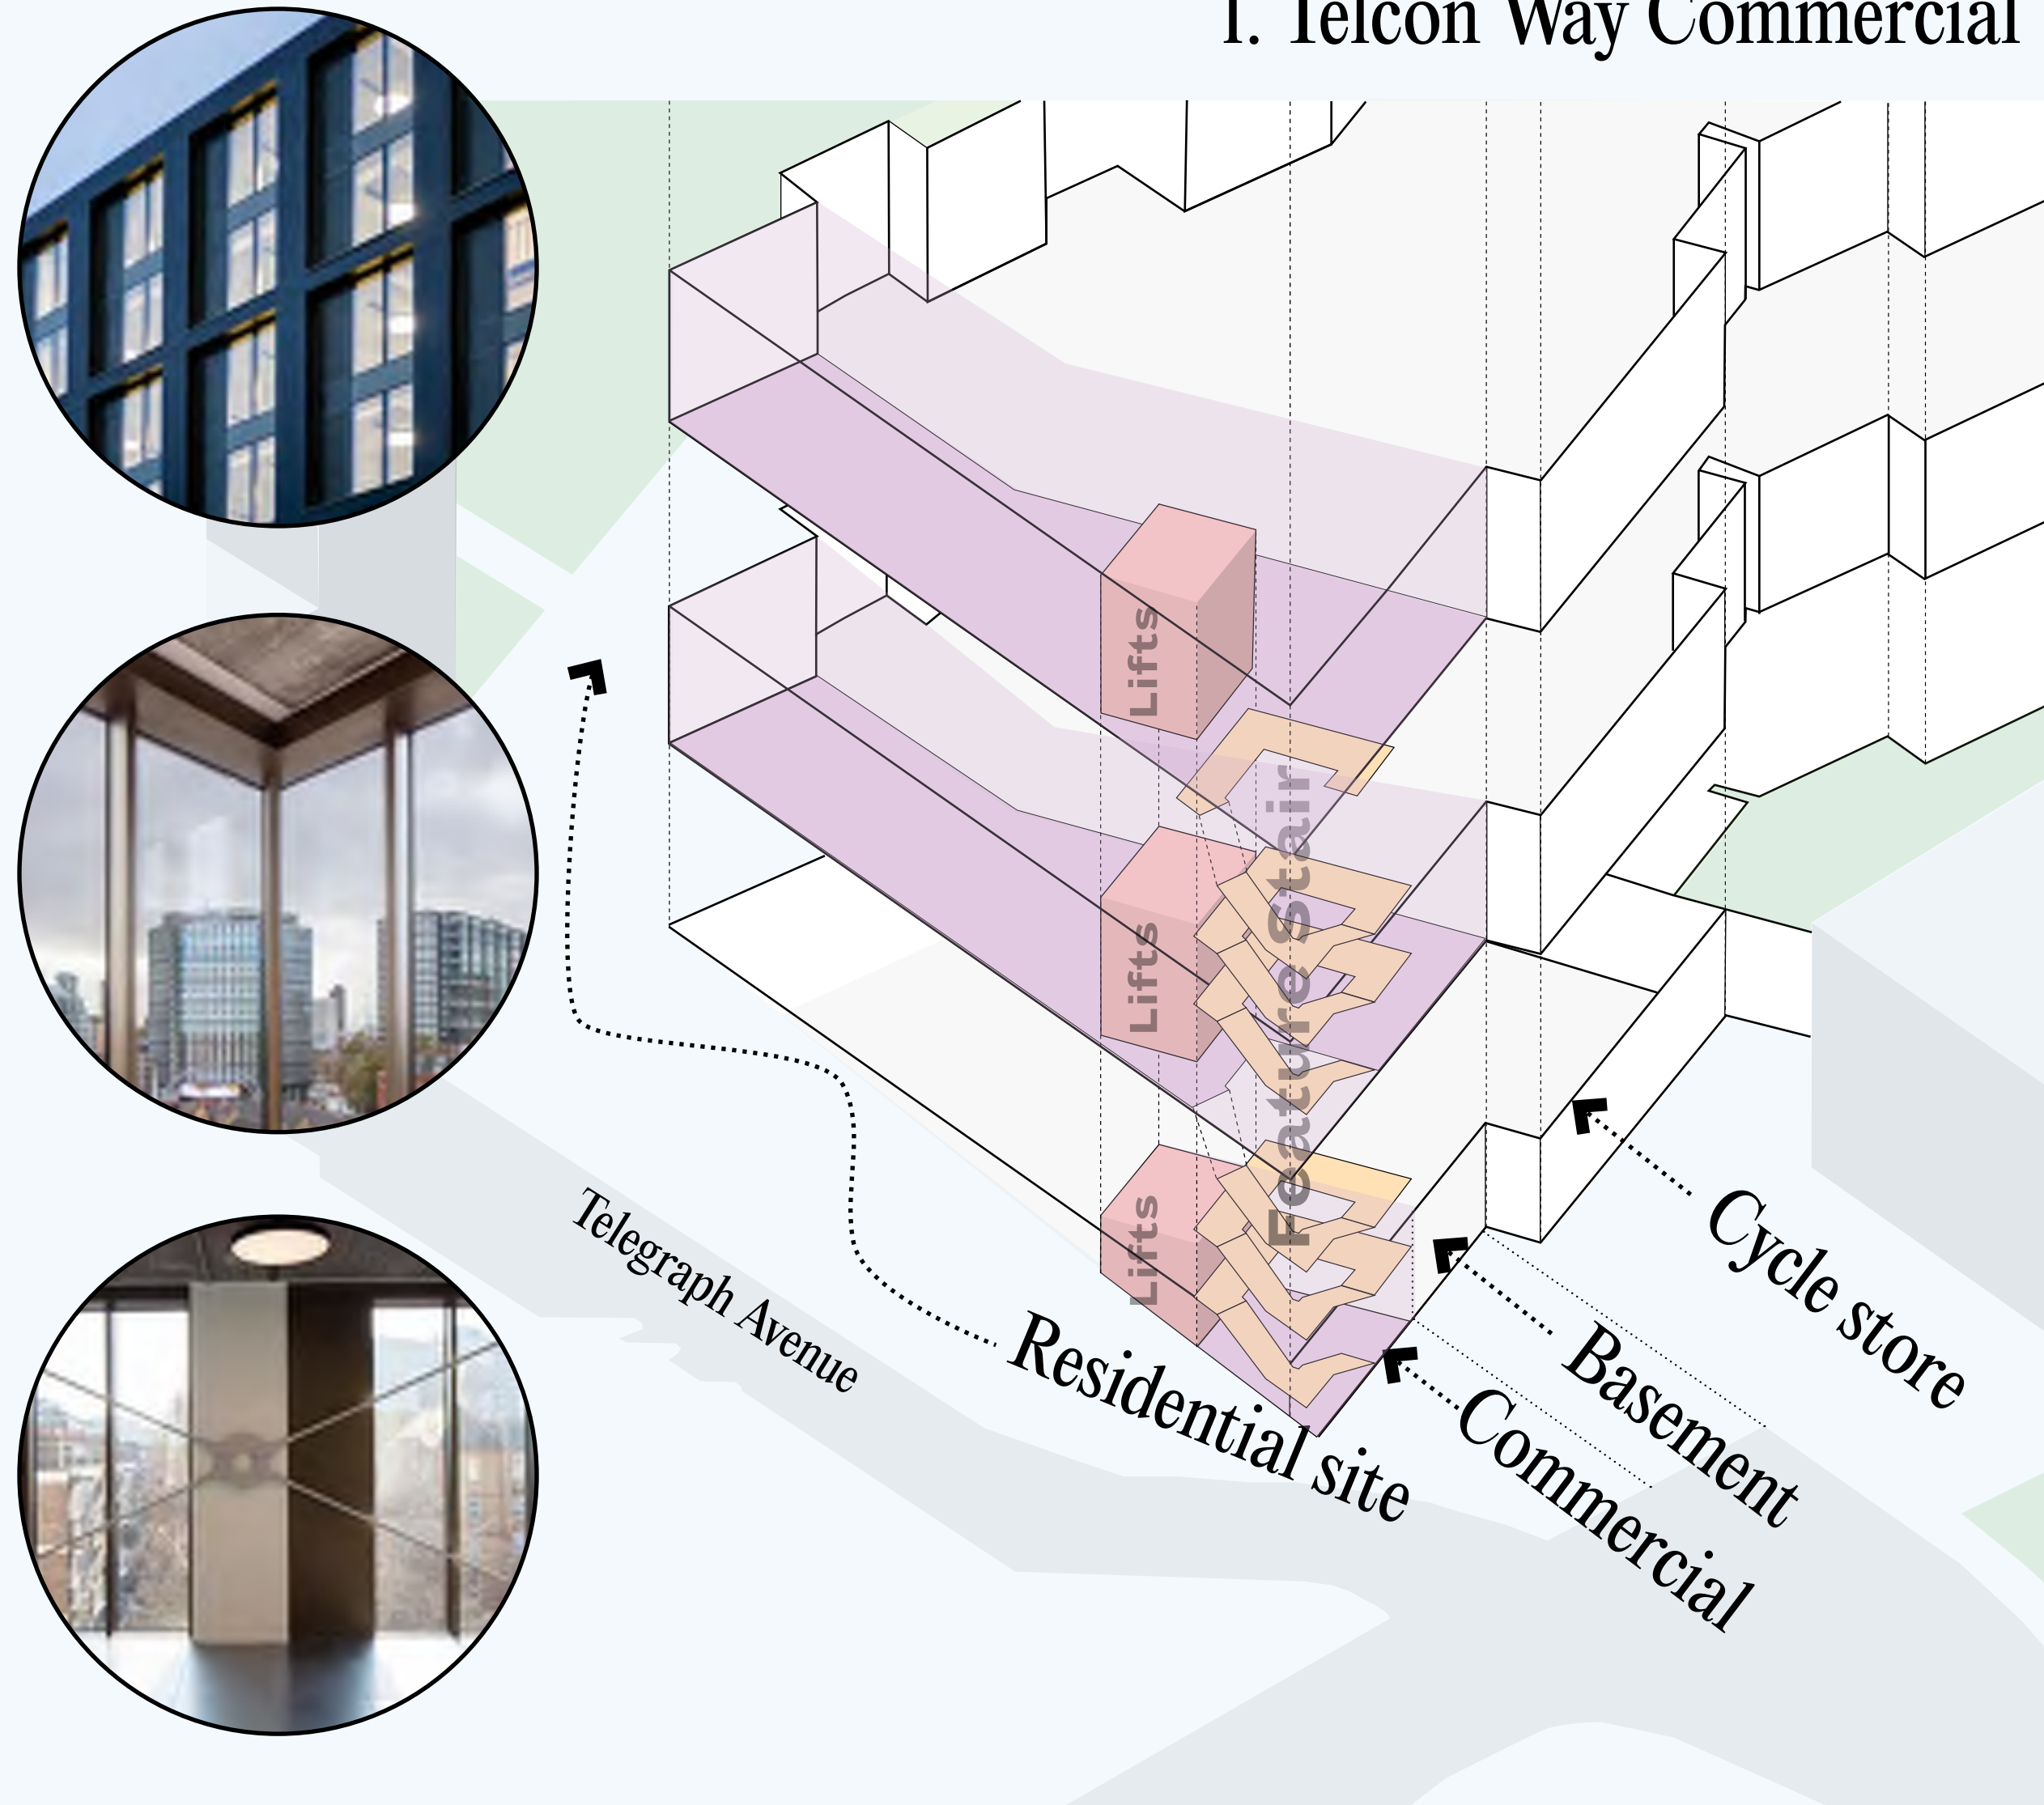 1. Telcon Way Commercial
Lifts
Lifts
Feature Stair
Lifts
Telegraph Avenue
Residential site
Cycle store
Basement
Commercial